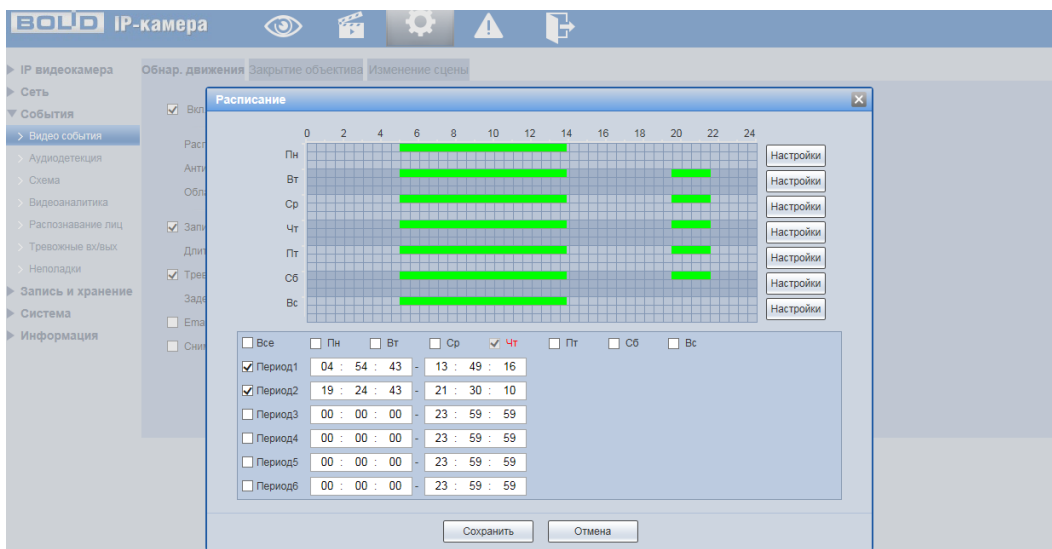 BOLID IP-камера
IP видеокамера
Сеть
События
Видео события
Аудиодетекция
Схема
Видеоаналитика
Распознавание лиц
Тревожные вх/вых
Неполадки
Запись и хранение
Система
Информация
Обнар. движения Закрытие объектива Изменение сцены
Расписание
0 2 4 6 8 10 12 14 16 18 20 22 24
Пн Настройки
Вт Настройки
Ср Настройки
Чт Настройки
Пт Настройки
Сб Настройки
Вс Настройки
Все Пн Вт Ср Чт Пт Сб Вс
Период1 04 : 54 : 43 - 13 : 49 : 16
Период2 19 : 24 : 43 - 21 : 30 : 10
Период3 00 : 00 : 00 - 23 : 59 : 59
Период4 00 : 00 : 00 - 23 : 59 : 59
Период5 00 : 00 : 00 - 23 : 59 : 59
Период6 00 : 00 : 00 - 23 : 59 : 59
Сохранить Отмена